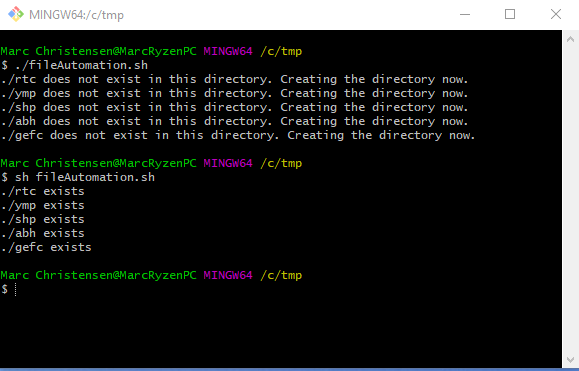 MINGW64:/c/tmp
Marc Christensen@MarcRyzenPC MINGW64 /c/tmp
$ ./fileAutomation.sh
./rtc does not exist in this directory. Creating the directory now.
./ymp does not exist in this directory. Creating the directory now.
./shp does not exist in this directory. Creating the directory now.
./abh does not exist in this directory. Creating the directory now.
./gefc does not exist in this directory. Creating the directory now.
Marc Christensen@MarcRyzenPC MINGW64 /c/tmp
$ sh fileAutomation.sh
./rtc exists
./ymp exists
./shp exists
./abh exists
./gefc exists
Marc Christensen@MarcRyzenPC MINGW64 /c/tmp
$